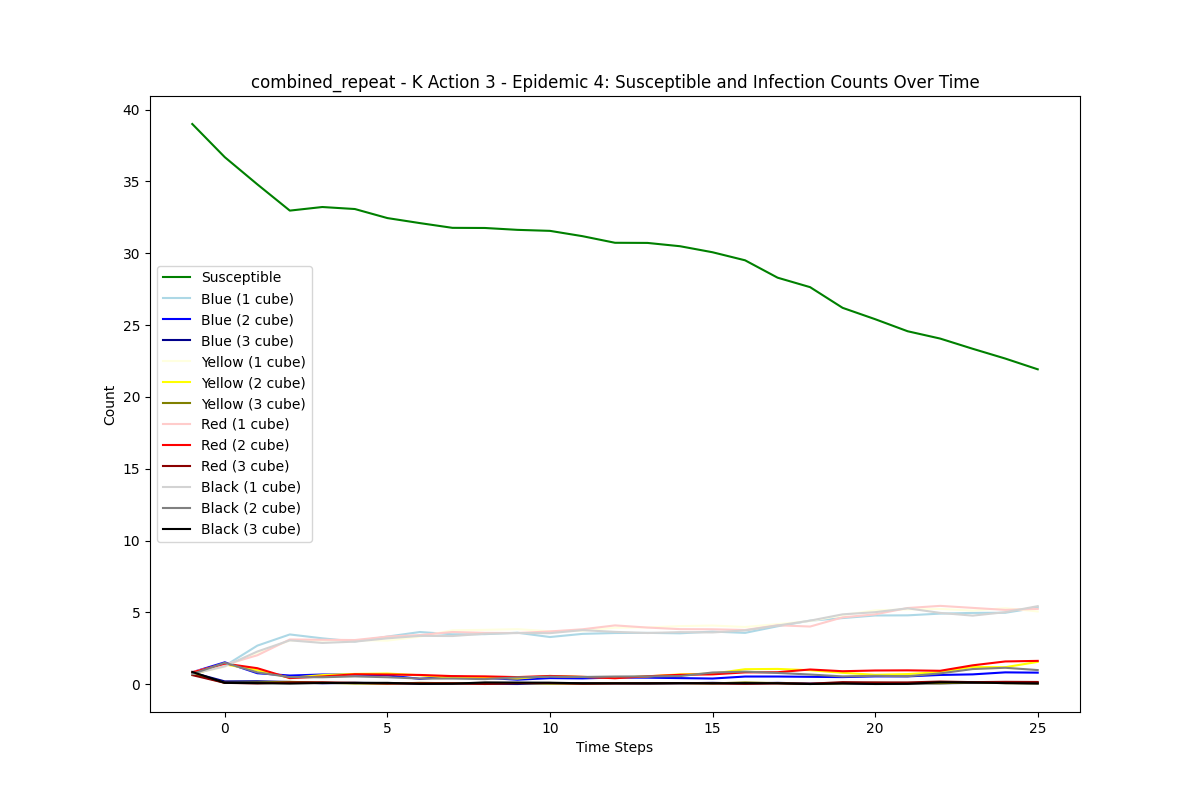 combined_repeat - K Action 3 - Epidemic 4: Susceptible and Infection Counts Over Time
40
35
30
25
20
15
10
5
0
Count
Susceptible
Blue (1 cube)
Blue (2 cube)
Blue (3 cube)
Yellow (1 cube)
Yellow (2 cube)
Yellow (3 cube)
Red (1 cube)
Red (2 cube)
Red (3 cube)
Black (1 cube)
Black (2 cube)
Black (3 cube)
0 5 10 15 20 25
Time Steps